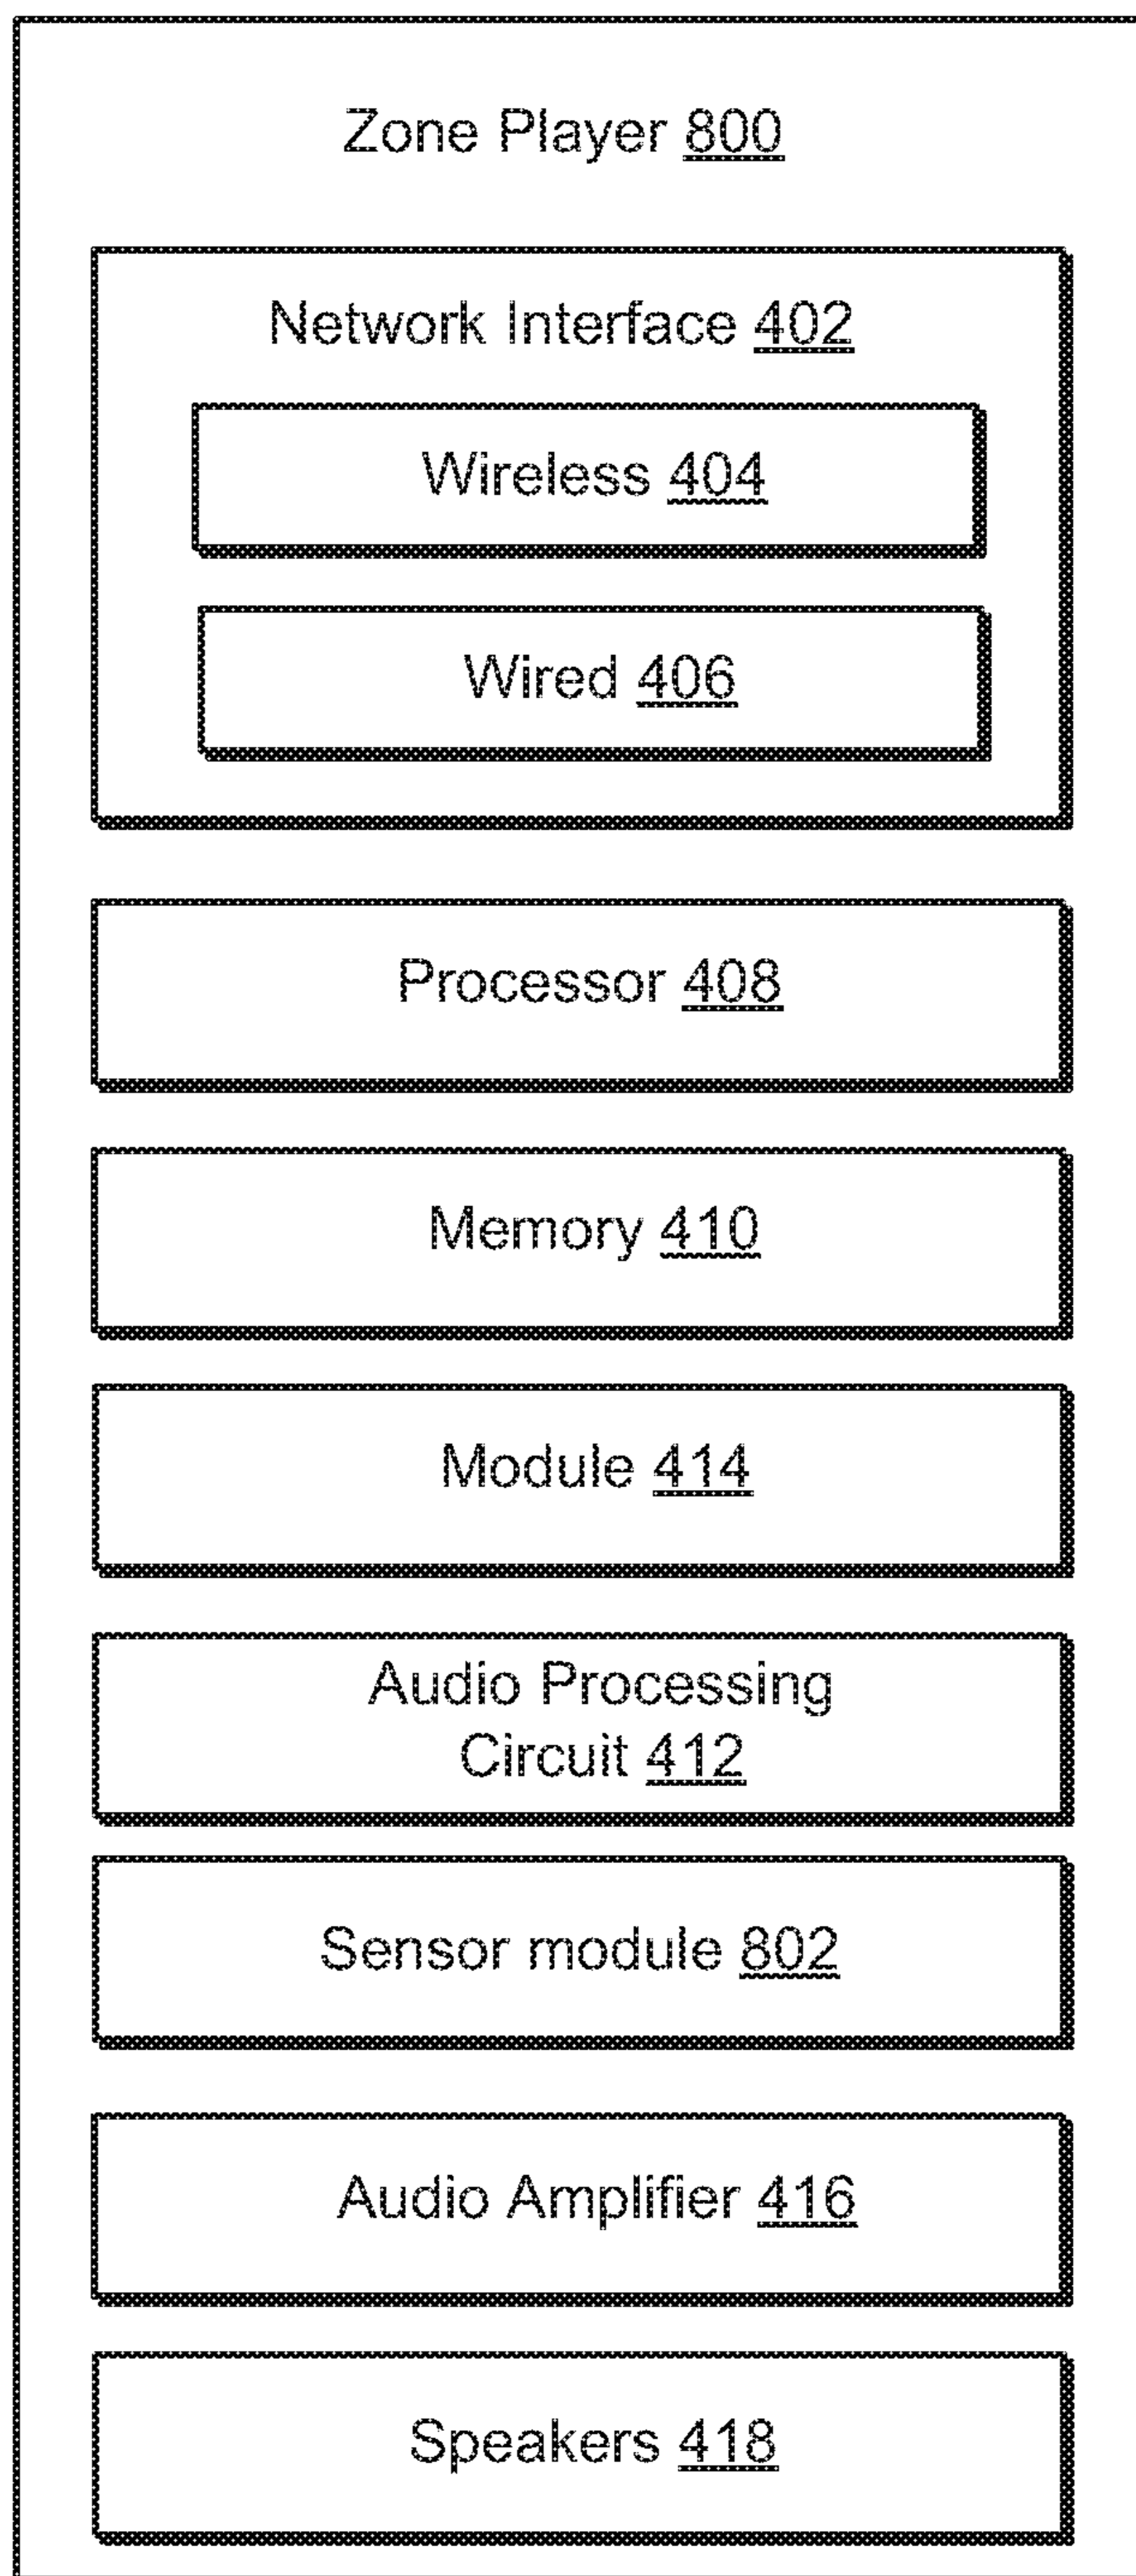 Zone Player 800
Network Interface 402
Wireless 404
Wired 406
Processor 408
Memory 410
Module 414
Audio Processing
Circuit 412
Sensor module 802
Audio Amplifier 416
Speakers 418